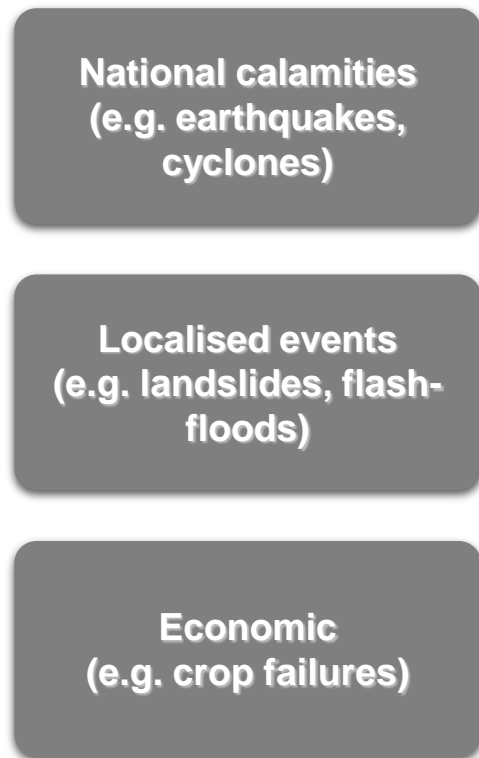 National calamities
(e.g. earthquakes,
cyclones)
Localised events
(e.g. landslides, flash-
floods)
Economic
(e.g. crop failures)